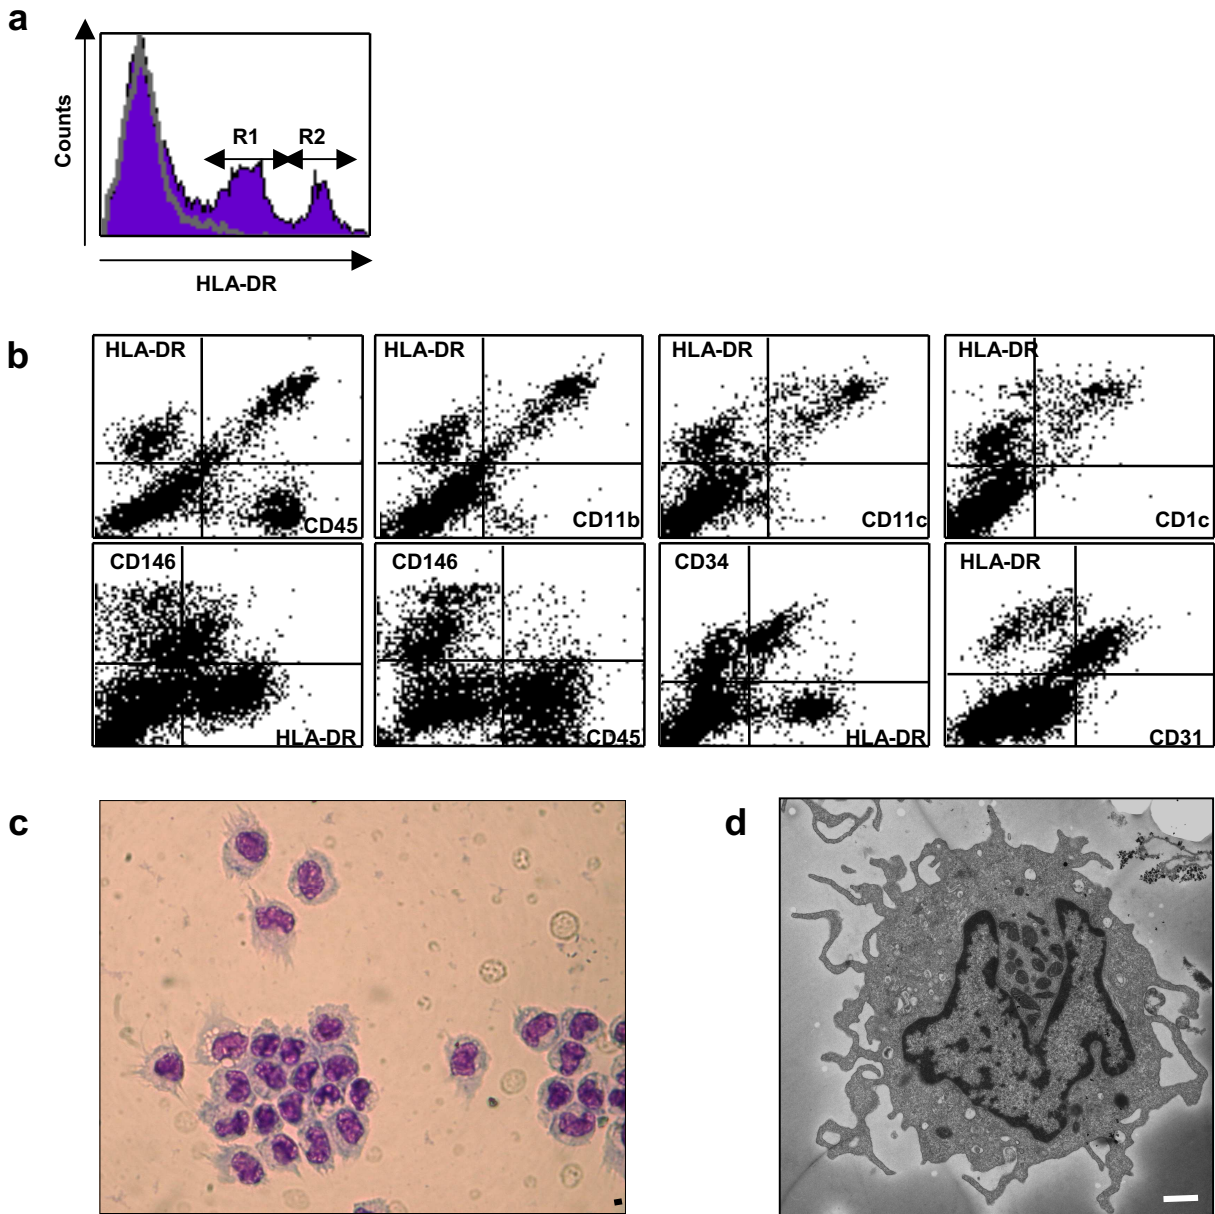 a
Counts
R1 R2
HLA-DR
b
HLA-DR HLA-DR HLA-DR HLA-DR
CD45 CD11b CD11c CD1c
CD146 CD146 CD34 HLA-DR
HLA-DR CD45 HLA-DR CD31
c
d